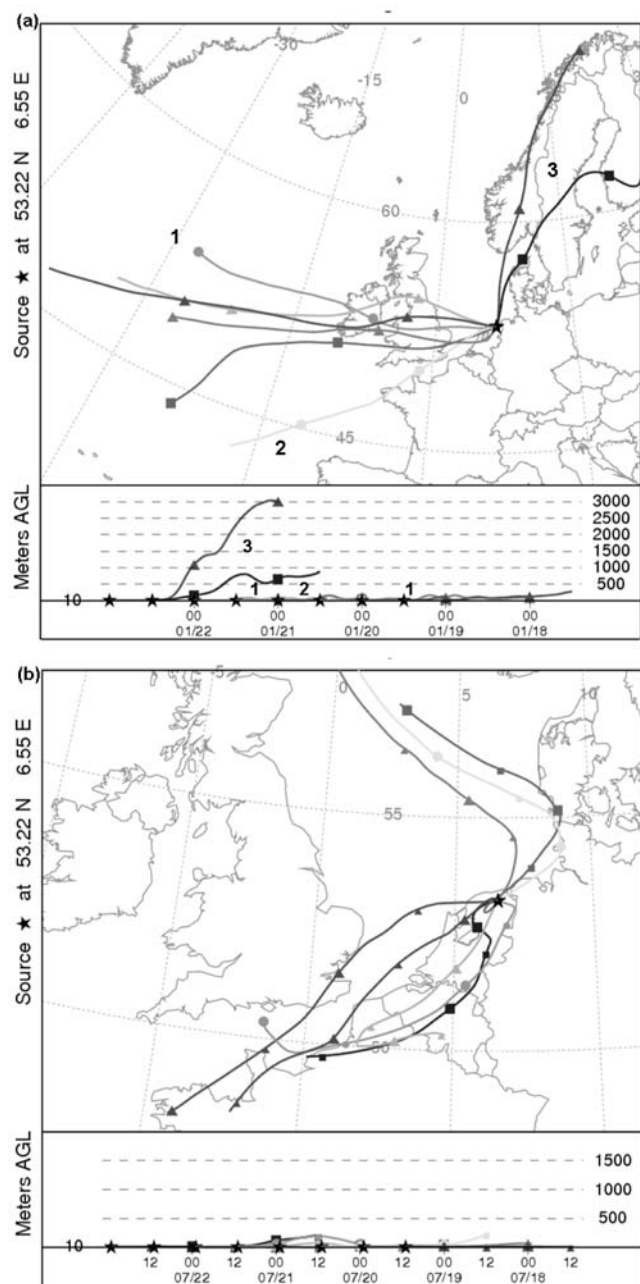 (a)
Source ★ at 53.22 N 6.55 E
-30
-15
0
3
60
1
2
45
Meters AGL
3000
2500
2000
1500
1000
500
3
1 2 1
10
00 00 00 00 00
01/22 01/21 01/20 01/19 01/18
(b)
Source ★ at 53.22 N 6.55 E
-5 0 5 10
55
50
Meters AGL
1500
1000
500
10
12 00 12 00 12 00 12 00 12 00 12
07/22 07/21 07/20 07/19 07/18